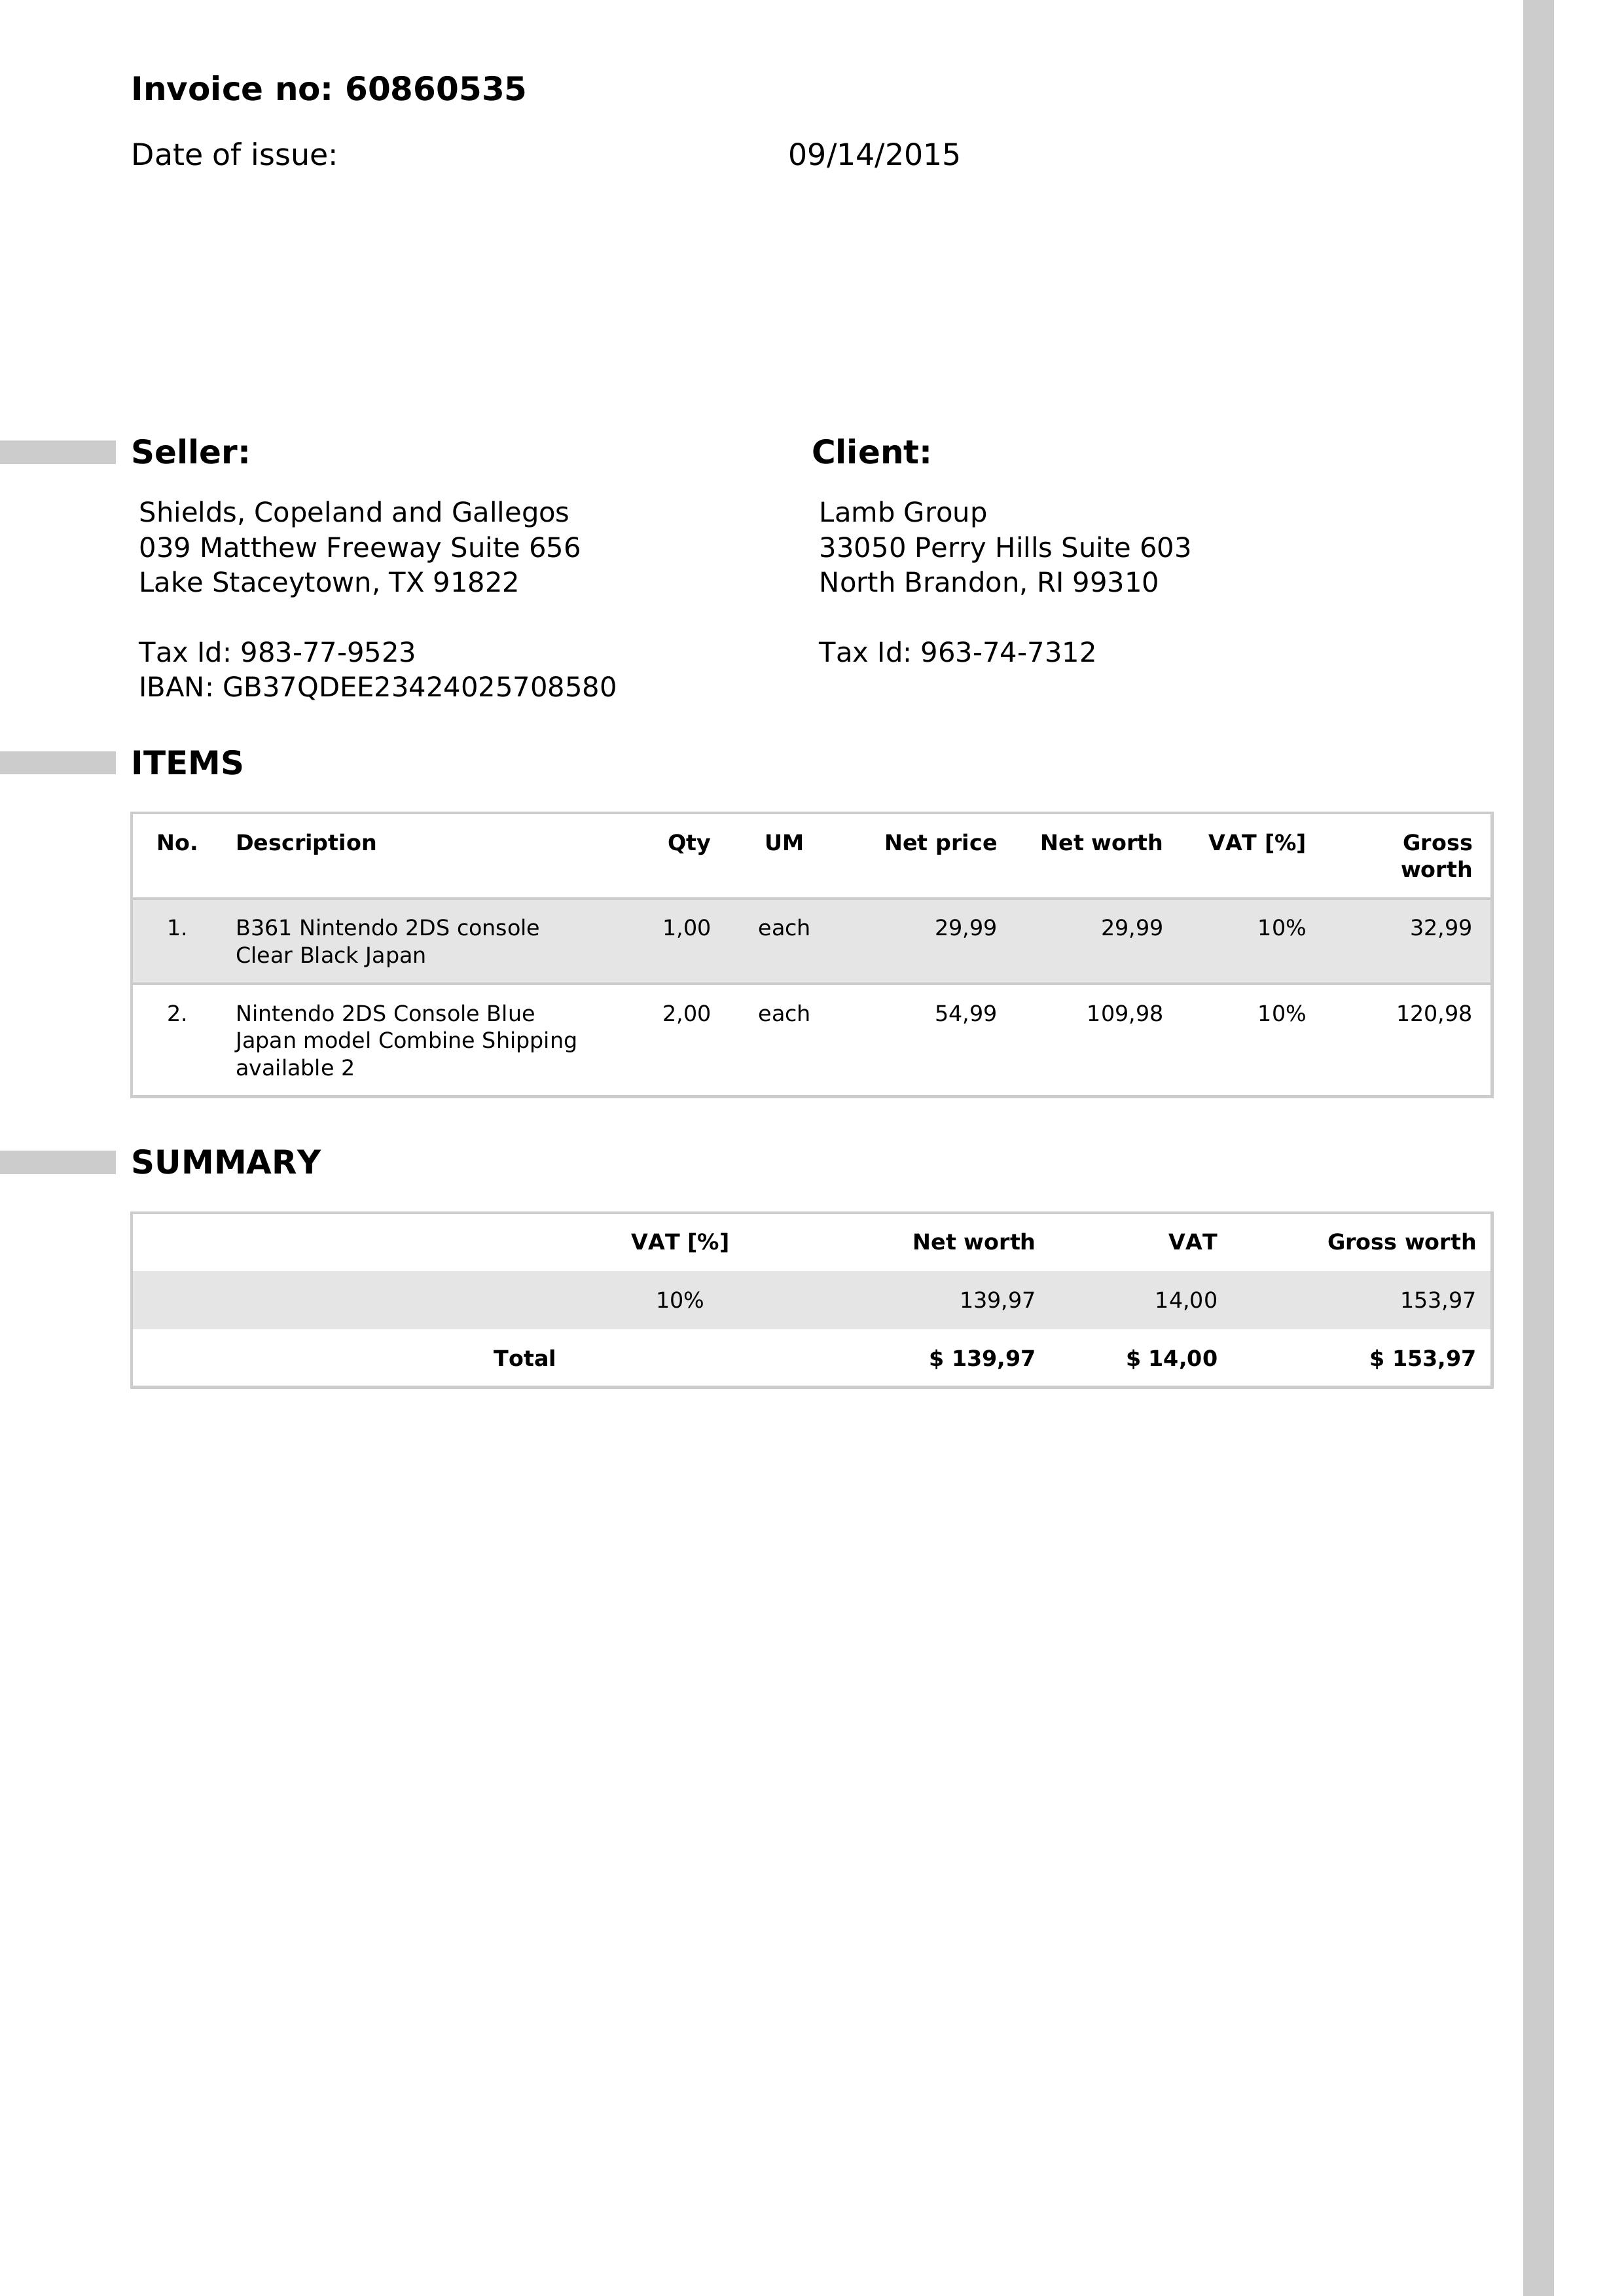 Invoice no: 60860535
Date of issue: 09/14/2015
Seller:
Shields, Copeland and Gallegos
039 Matthew Freeway Suite 656
Lake Staceytown, TX 91822
Tax Id: 983-77-9523
IBAN: GB37QDEE23424025708580
Client:
Lamb Group
33050 Perry Hills Suite 603
North Brandon, RI 99310
Tax Id: 963-74-7312
ITEMS
No. Description Qty UM Net price Net worth VAT [%] Gross
worth
1. B361 Nintendo 2DS console 1,00 each 29,99 29,99 10% 32,99
Clear Black Japan
2. Nintendo 2DS Console Blue 2,00 each 54,99 109,98 10% 120,98
Japan model Combine Shipping
available 2
SUMMARY
VAT [%] Net worth VAT Gross worth
10% 139,97 14,00 153,97
Total $ 139,97 $ 14,00 $ 153,97